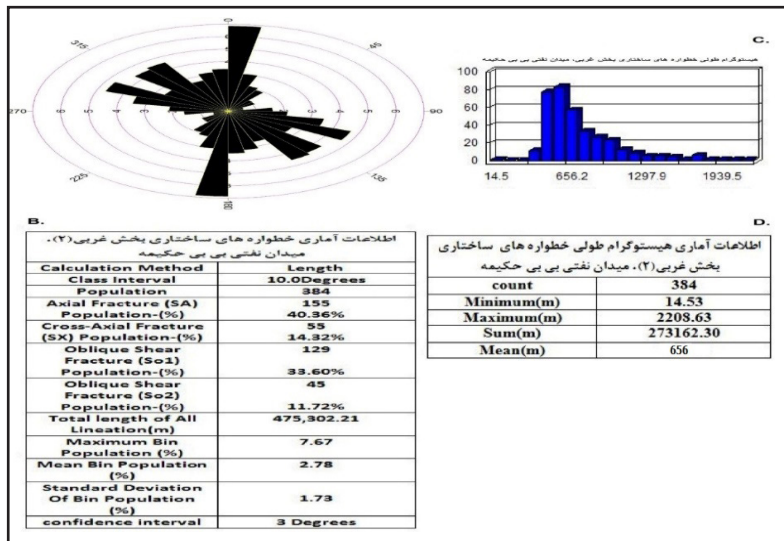 0
45
90
135
180
225
270
315
C.
هیستوگرام طولی خطواره های ساختاری بخش غربی، میدان نفتی بی بی حکیمه
100
80
60
40
20
0
14.5 656.2 1297.9 1939.5
B.
اطلاعات آماری خطواره های ساختاری بخش غربی(۲)،
میدان نفتی بی بی حکیمه
Calculation Method Length
Class Interval 10.0Degrees
Population 384
Axial Fracture (SA) 155
Population-(%) 40.36%
Cross-Axial Fracture 55
(SX) Population-(%) 14.32%
Oblique Shear 129
Fracture (So1)
Population-(%) 33.60%
Oblique Shear 45
Fracture (So2)
Population-(%) 11.72%
Total length of All 475,302.21
Lineation(m)
Maximum Bin 7.67
Population (%)
Mean Bin Population 2.78
(%)
Standard Deviation
Of Bin Population 1.73
(%)
confidence interval 3 Degrees
D.
اطلاعات آماری هیستوگرام طولی خطواره های ساختاری
بخش غربی(۲)، میدان نفتی بی بی حکیمه
count 384
Minimum(m) 14.53
Maximum(m) 2208.63
Sum(m) 273162.30
Mean(m) 656